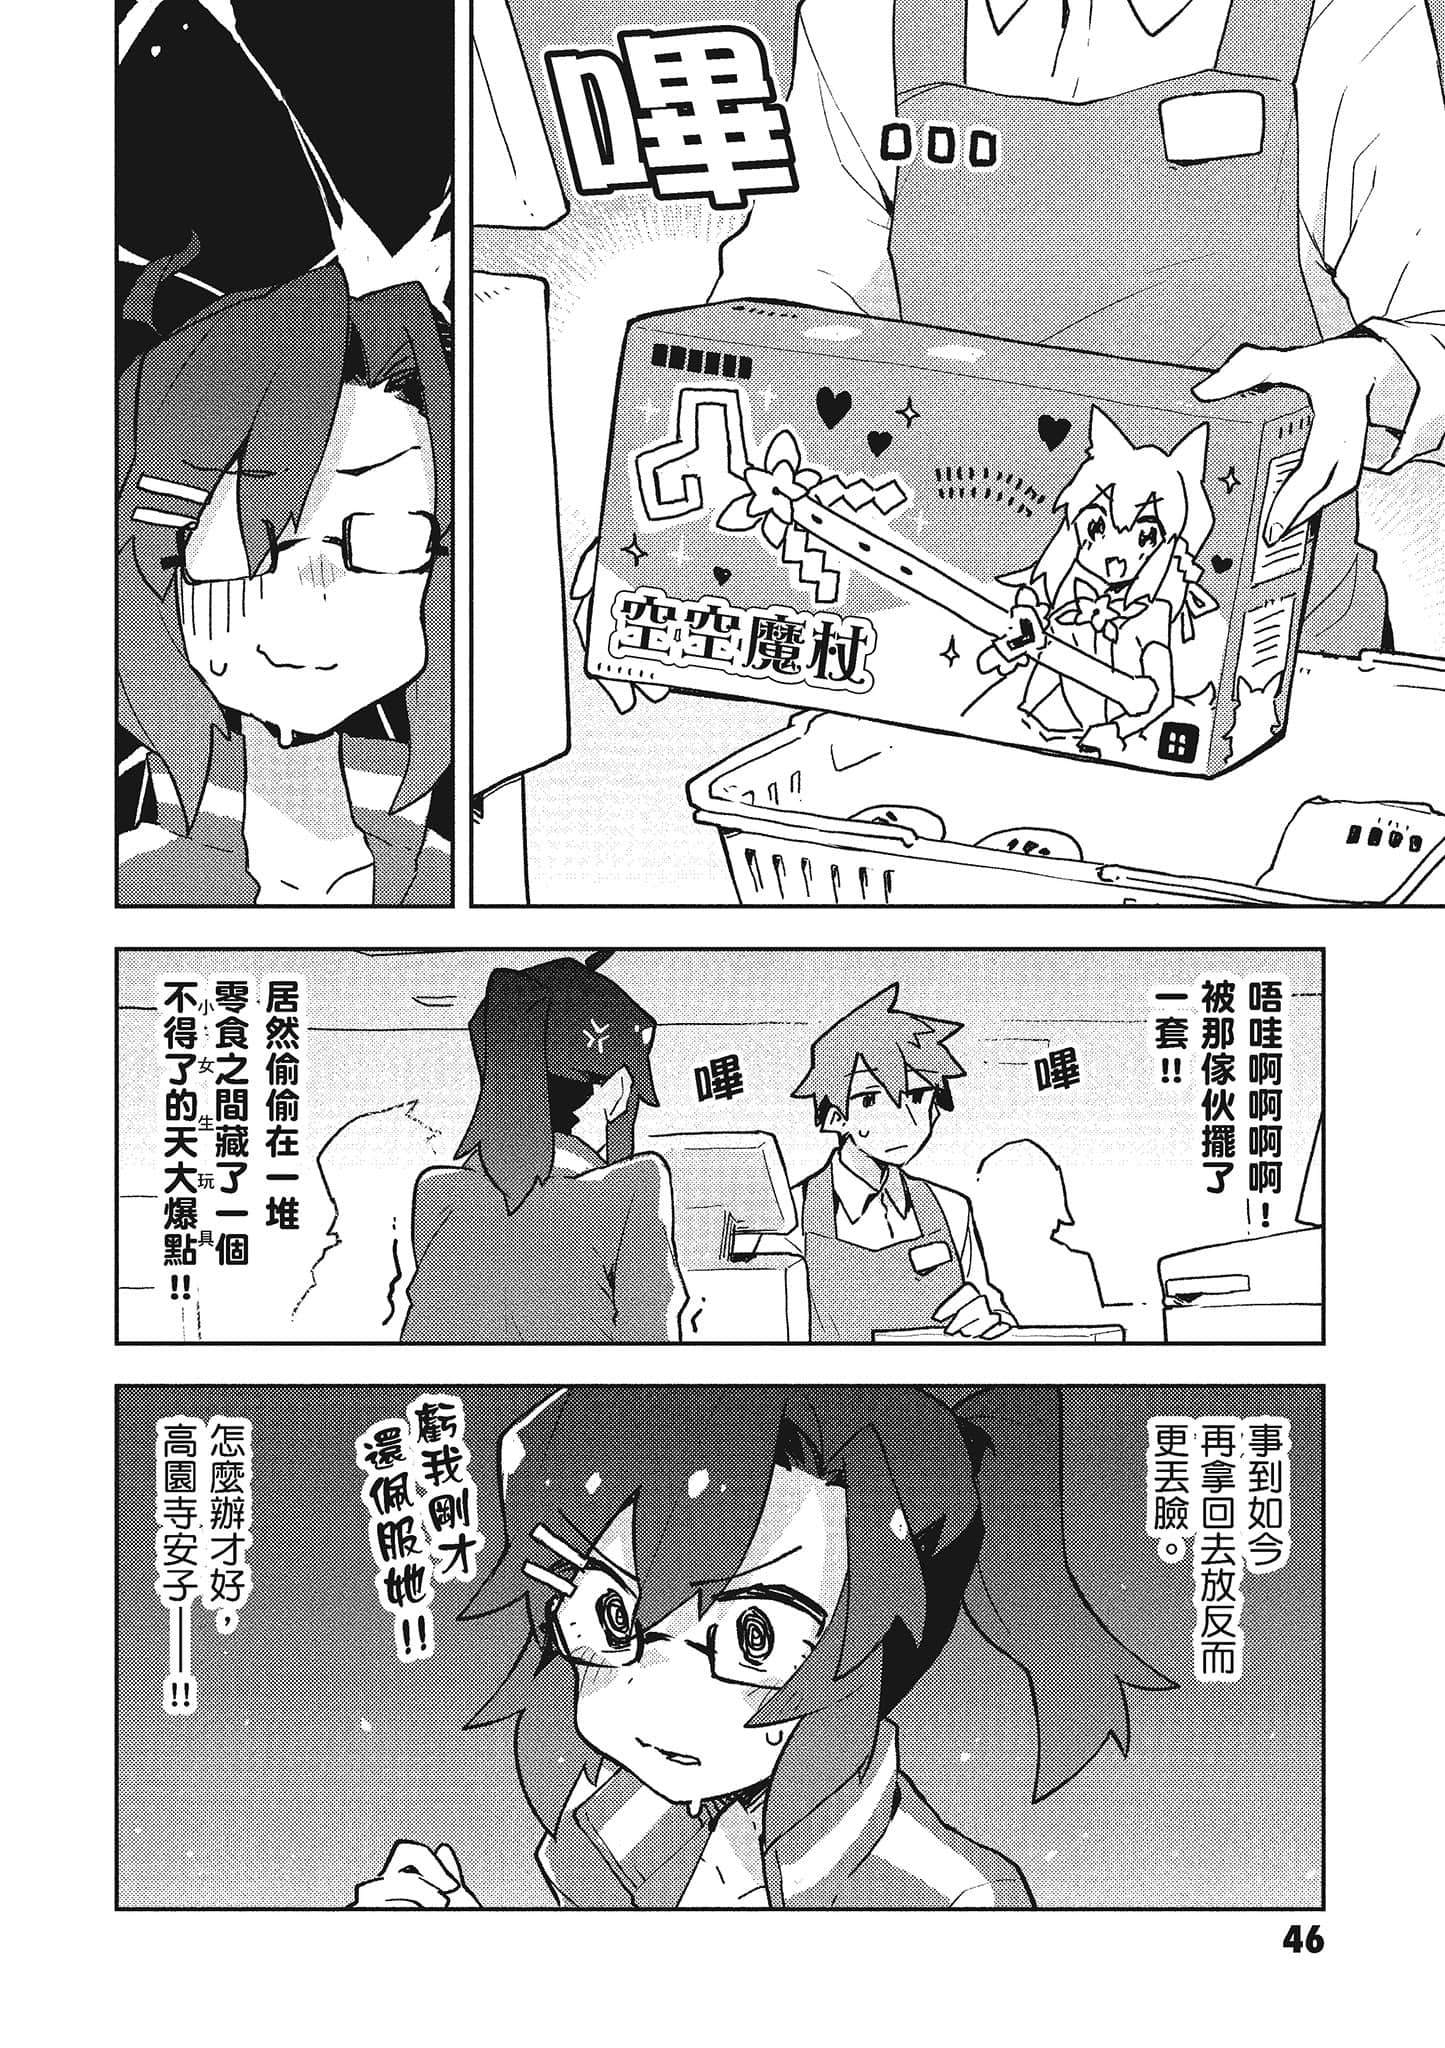 嗶
空空魔杖
唔哇啊啊啊啊！
被那傢伙擺了
一套!!
嗶
嗶
居然偷偷在一堆
零食之間藏了一個
小女生玩具
不得了的天大爆點!!
事到如今
再拿回去放反而
更丟臉。
虧我剛才
還佩服她!!
怎麼辦才好，
高園寺安子——!!
46